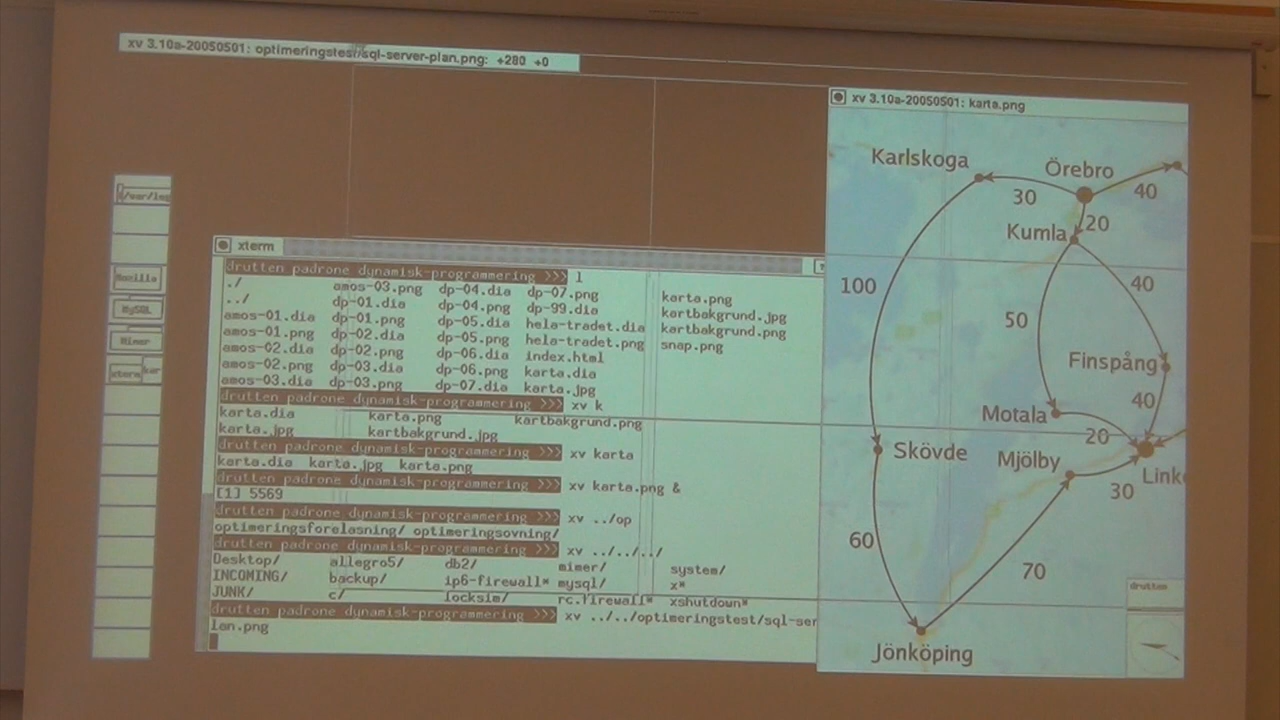 xv 3.10a-20050501: optimeringstest/sql-server-plan.png: +280 +0
xv 3.10a-20050501: karta.png
Mozilla
MySQL
Mimer
xterm
xterm
drutten padrone dynamisk-programmering >>> l
./ amos-03.png dp-04.dia dp-07.png karta.png
../ dp-01.dia dp-04.png dp-99.dia kartbakgrund.jpg
amos-01.dia dp-01.png dp-05.dia hela-tradet.dia kartbakgrund.png
amos-01.png dp-02.dia dp-05.png hela-tradet.png snap.png
amos-02.dia dp-02.png dp-06.dia index.html
amos-02.png dp-03.dia dp-06.png karta.dia
amos-03.dia dp-03.png dp-07.dia karta.jpg
drutten padrone dynamisk-programmering >>> xv k
karta.dia karta.png kartbakgrund.png
karta.jpg kartbakgrund.jpg
drutten padrone dynamisk-programmering >>> xv karta
karta.dia karta.jpg karta.png
drutten padrone dynamisk-programmering >>> xv karta.png &
[1] 5569
drutten padrone dynamisk-programmering >>> xv ../op
optimeringsforelasning/ optimeringsovning/
drutten padrone dynamisk-programmering >>> xv ../../../
Desktop/ allegro5/ db2/ mimer/ system/
INCOMING/ backup/ ip6-firewall* mysql/ x*
JUNK/ c/ locksim/ rc.firewall* xshutdown*
drutten padrone dynamisk-programmering >>> xv ../../optimeringstest/sql-ser
lan.png
Karlskoga
Örebro
30
40
20
Kumla
100
40
50
Finspång
40
Motala
20
Skövde
Mjölby
Linkö
30
60
70
Jönköping
drutten